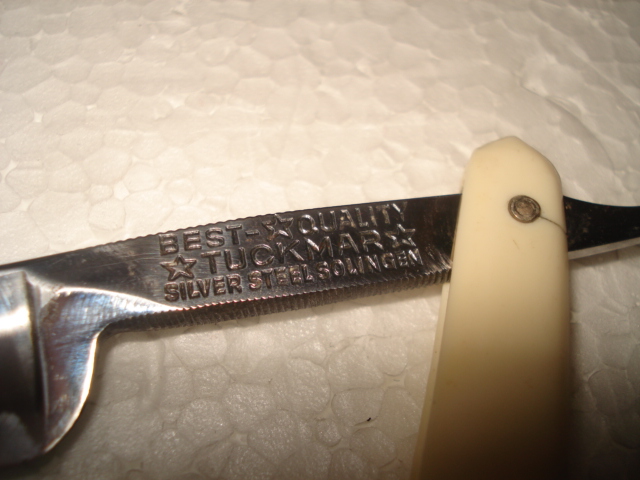 BEST-☆QUALITY
☆TUCKMAR☆
SILVER STEEL SOLINGEN